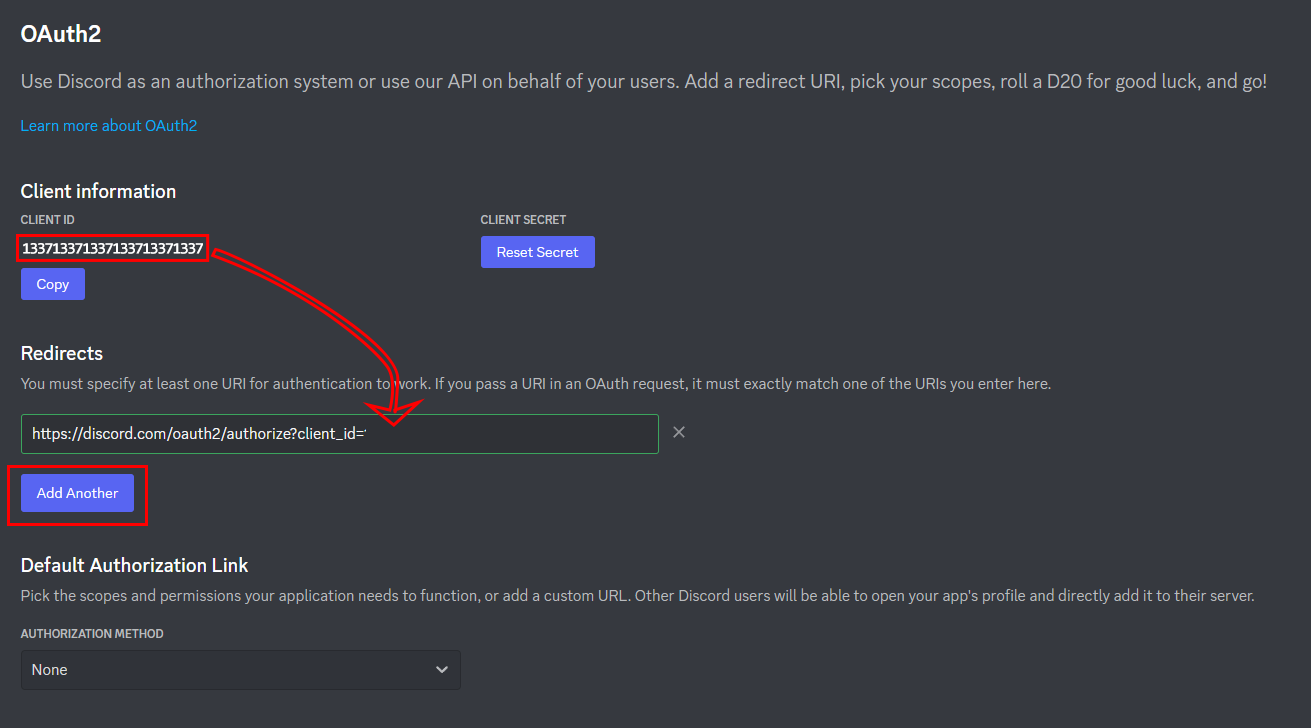 OAuth2
Use Discord as an authorization system or use our API on behalf of your users. Add a redirect URI, pick your scopes, roll a D20 for good luck, and go!
Learn more about OAuth2
Client information
CLIENT ID
CLIENT SECRET
133713371337133713371337
Reset Secret
Copy
Redirects
You must specify at least one URI for authentication to work. If you pass a URI in an OAuth request, it must exactly match one of the URIs you enter here.
https://discord.com/oauth2/authorize?client_id=
Add Another
Default Authorization Link
Pick the scopes and permissions your application needs to function, or add a custom URL. Other Discord users will be able to open your app's profile and directly add it to their server.
AUTHORIZATION METHOD
None